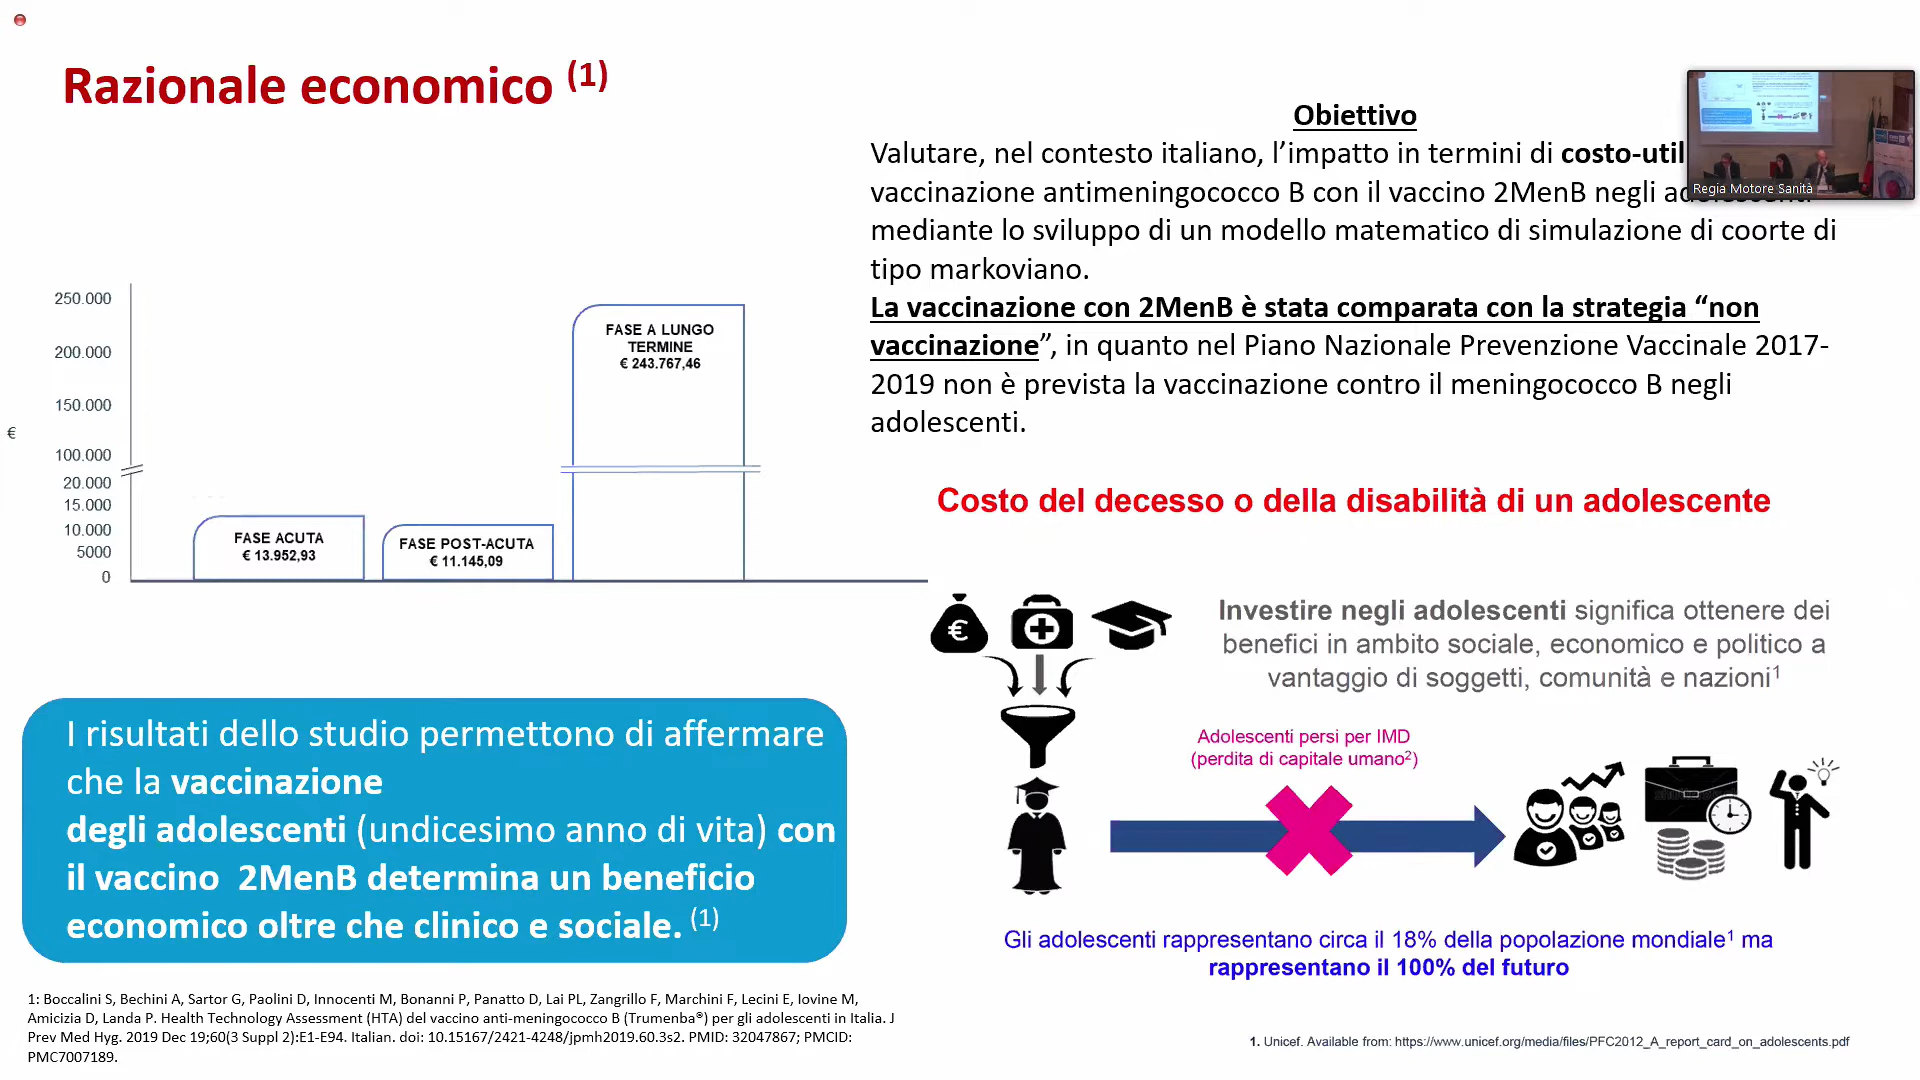 Razionale economico (1)
Obiettivo
Valutare, nel contesto italiano, l’impatto in termini di costo-util
vaccinazione antimeningococco B con il vaccino 2MenB negli adolescenti
mediante lo sviluppo di un modello matematico di simulazione di coorte di
tipo markoviano.
La vaccinazione con 2MenB è stata comparata con la strategia “non
vaccinazione”, in quanto nel Piano Nazionale Prevenzione Vaccinale 2017-
2019 non è prevista la vaccinazione contro il meningococco B negli
adolescenti.
Regia Motore Sanità
250.000
200.000
150.000
100.000
20.000
15.000
10.000
5000
0
€
FASE ACUTA
€ 13.952,93
FASE POST-ACUTA
€ 11.145,09
FASE A LUNGO
TERMINE
€ 243.767,46
Costo del decesso o della disabilità di un adolescente
€
Investire negli adolescenti significa ottenere dei
benefici in ambito sociale, economico e politico a
vantaggio di soggetti, comunità e nazioni1
Adolescenti persi per IMD
(perdita di capitale umano2)
Gli adolescenti rappresentano circa il 18% della popolazione mondiale1 ma
rappresentano il 100% del futuro
I risultati dello studio permettono di affermare
che la vaccinazione
degli adolescenti (undicesimo anno di vita) con
il vaccino 2MenB determina un beneficio
economico oltre che clinico e sociale. (1)
1: Boccalini S, Bechini A, Sartor G, Paolini D, Innocenti M, Bonanni P, Panatto D, Lai PL, Zangrillo F, Marchini F, Lecini E, Iovine M,
Amicizia D, Landa P. Health Technology Assessment (HTA) del vaccino anti-meningococco B (Trumenba®) per gli adolescenti in Italia. J
Prev Med Hyg. 2019 Dec 19;60(3 Suppl 2):E1-E94. Italian. doi: 10.15167/2421-4248/jpmh2019.60.3s2. PMID: 32047867; PMCID:
PMC7007189.
1. Unicef. Available from: https://www.unicef.org/media/files/PFC2012_A_report_card_on_adolescents.pdf